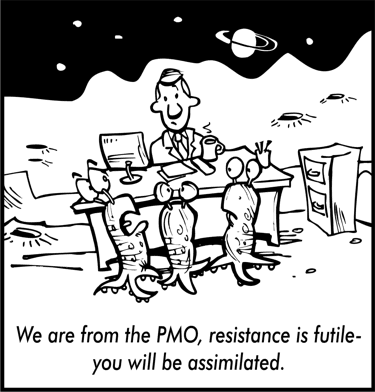 We are from the PMO, resistance is futile-
you will be assimilated.